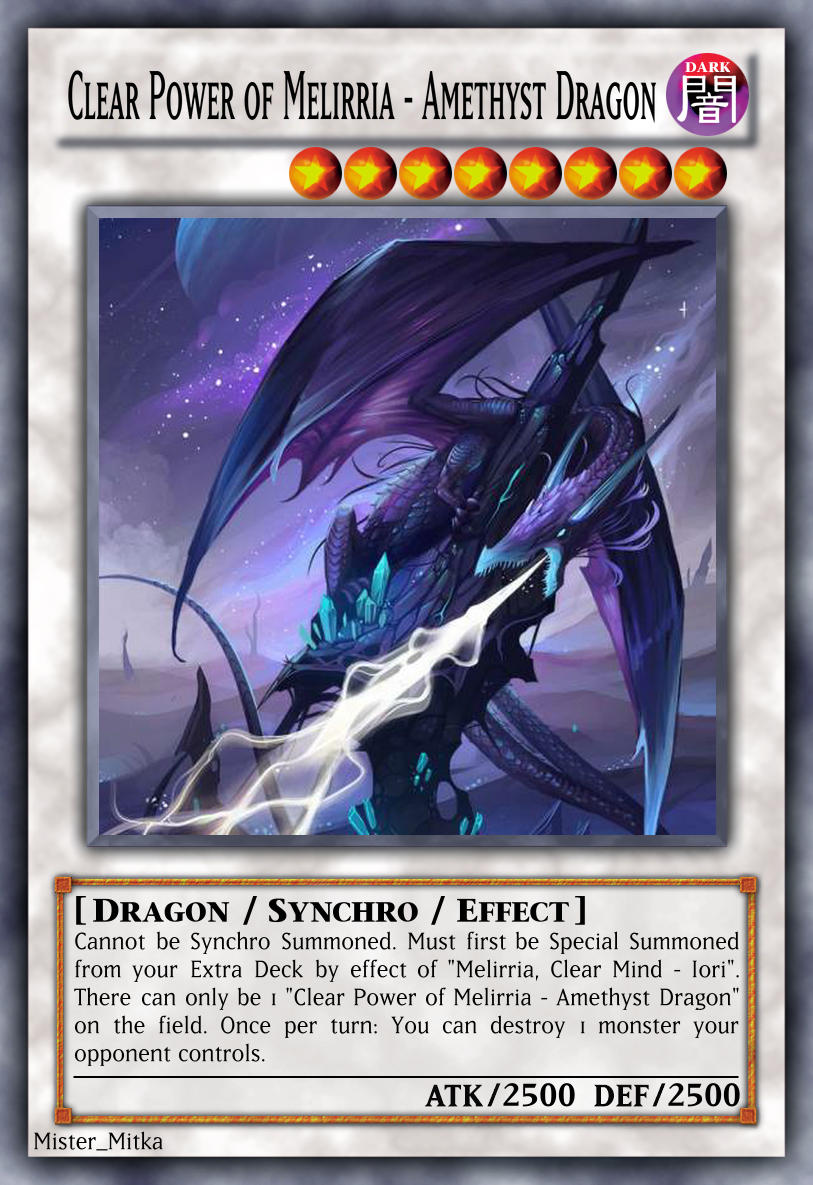 Clear Power of Melirria - Amethyst Dragon
DARK
闇
[ Dragon / Synchro / Effect ]
Cannot be Synchro Summoned. Must first be Special Summoned
from your Extra Deck by effect of "Melirria, Clear Mind - Iori".
There can only be 1 "Clear Power of Melirria - Amethyst Dragon"
on the field. Once per turn: You can destroy 1 monster your
opponent controls.
ATK/2500 DEF/2500
Mister_Mitka